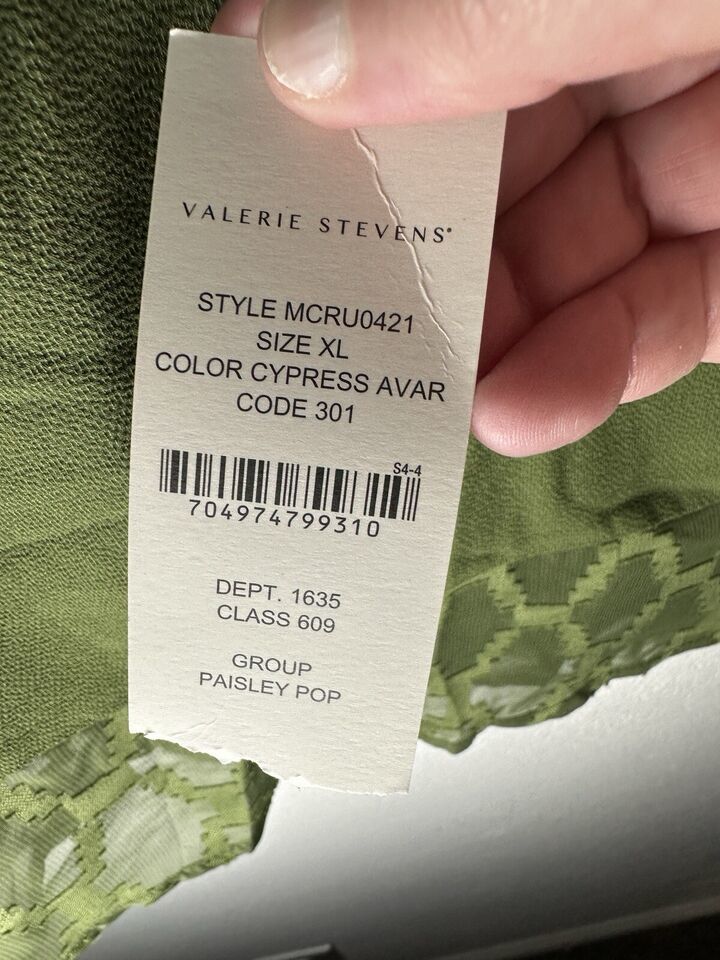 VALERIE STEVENS®
STYLE MCRU0421
SIZE XL
COLOR CYPRESS AVAR
CODE 301
S4-4
704974799310
DEPT. 1635
CLASS 609
GROUP
PAISLEY POP